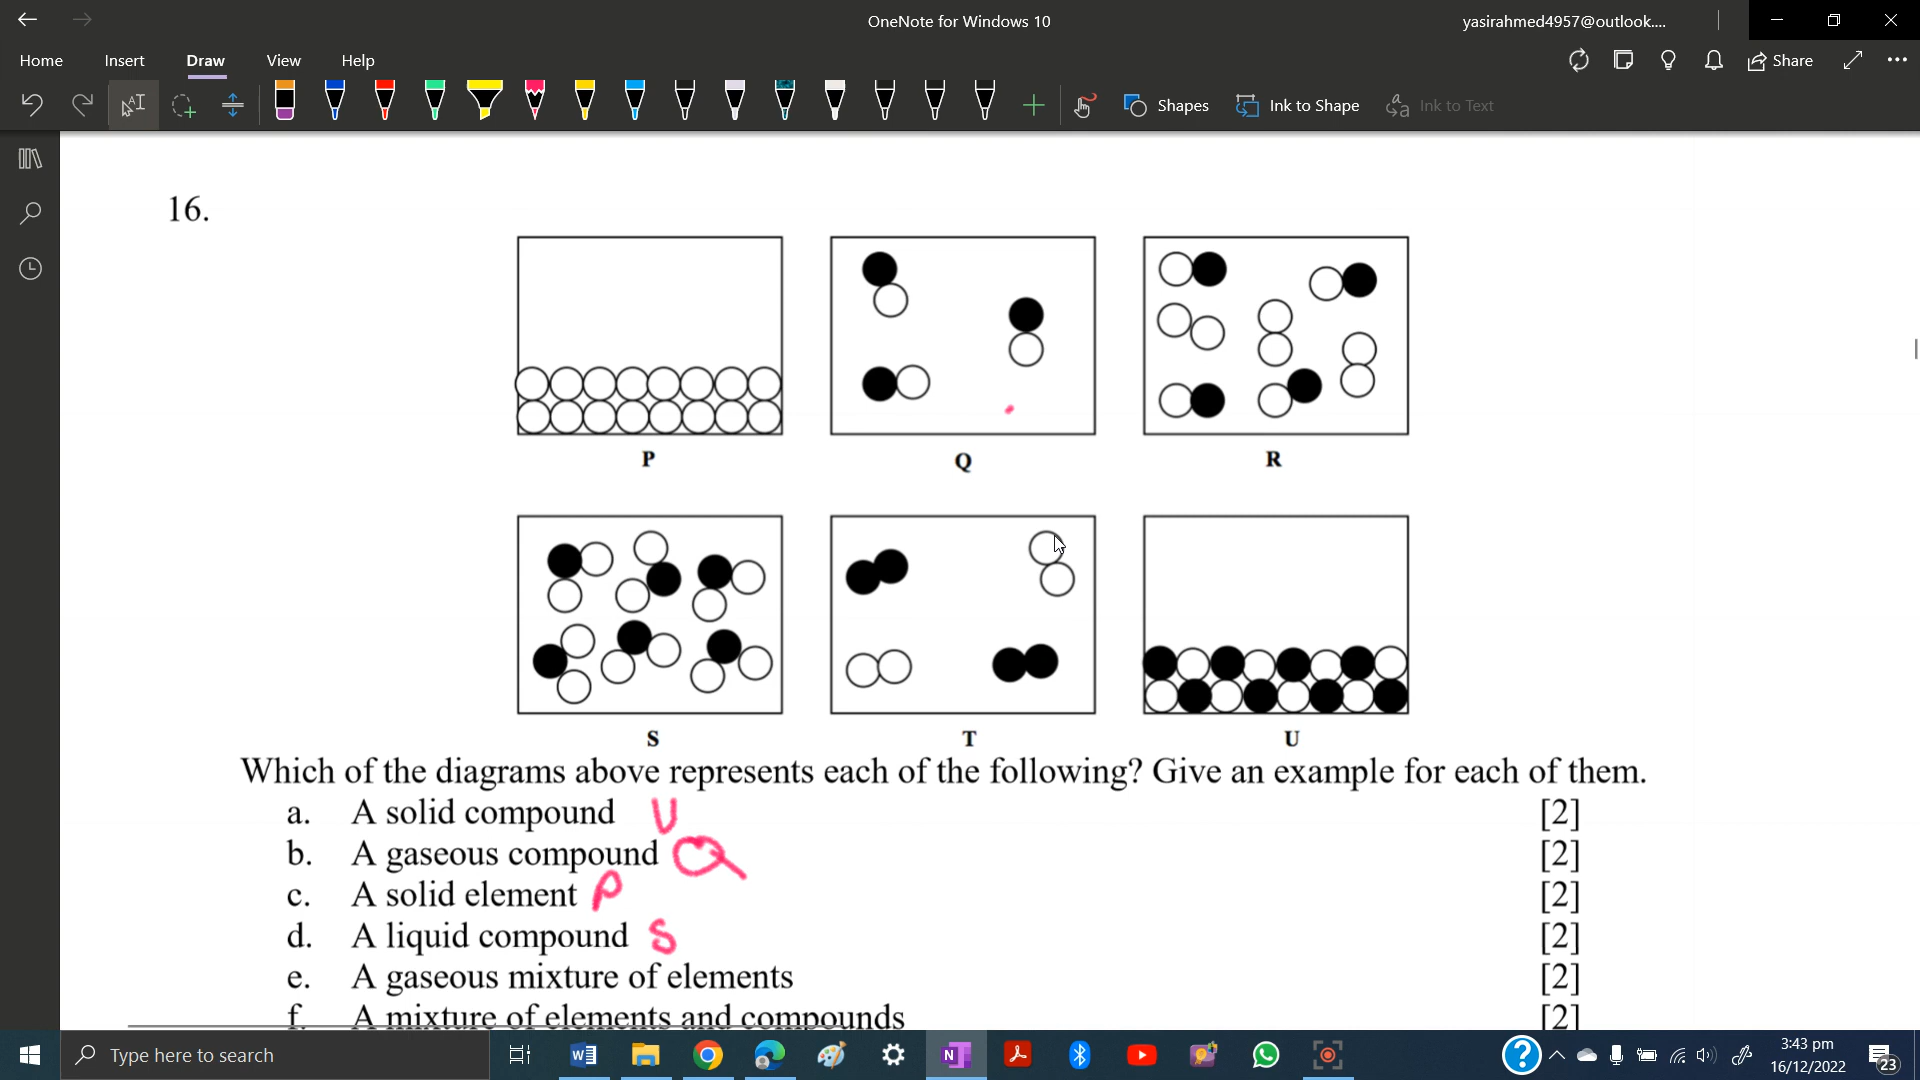 OneNote for Windows 10
yasirahmed4957@outlook....
Home Insert Draw View Help
Share
Shapes Ink to Shape Ink to Text
16.
P Q R
S T U
Which of the diagrams above represents each of the following? Give an example for each of them.
a. A solid compound U [2]
b. A gaseous compound Q [2]
c. A solid element P [2]
d. A liquid compound S [2]
e. A gaseous mixture of elements [2]
f. A mixture of elements and compounds [2]
Type here to search
3:43 pm
16/12/2022
23